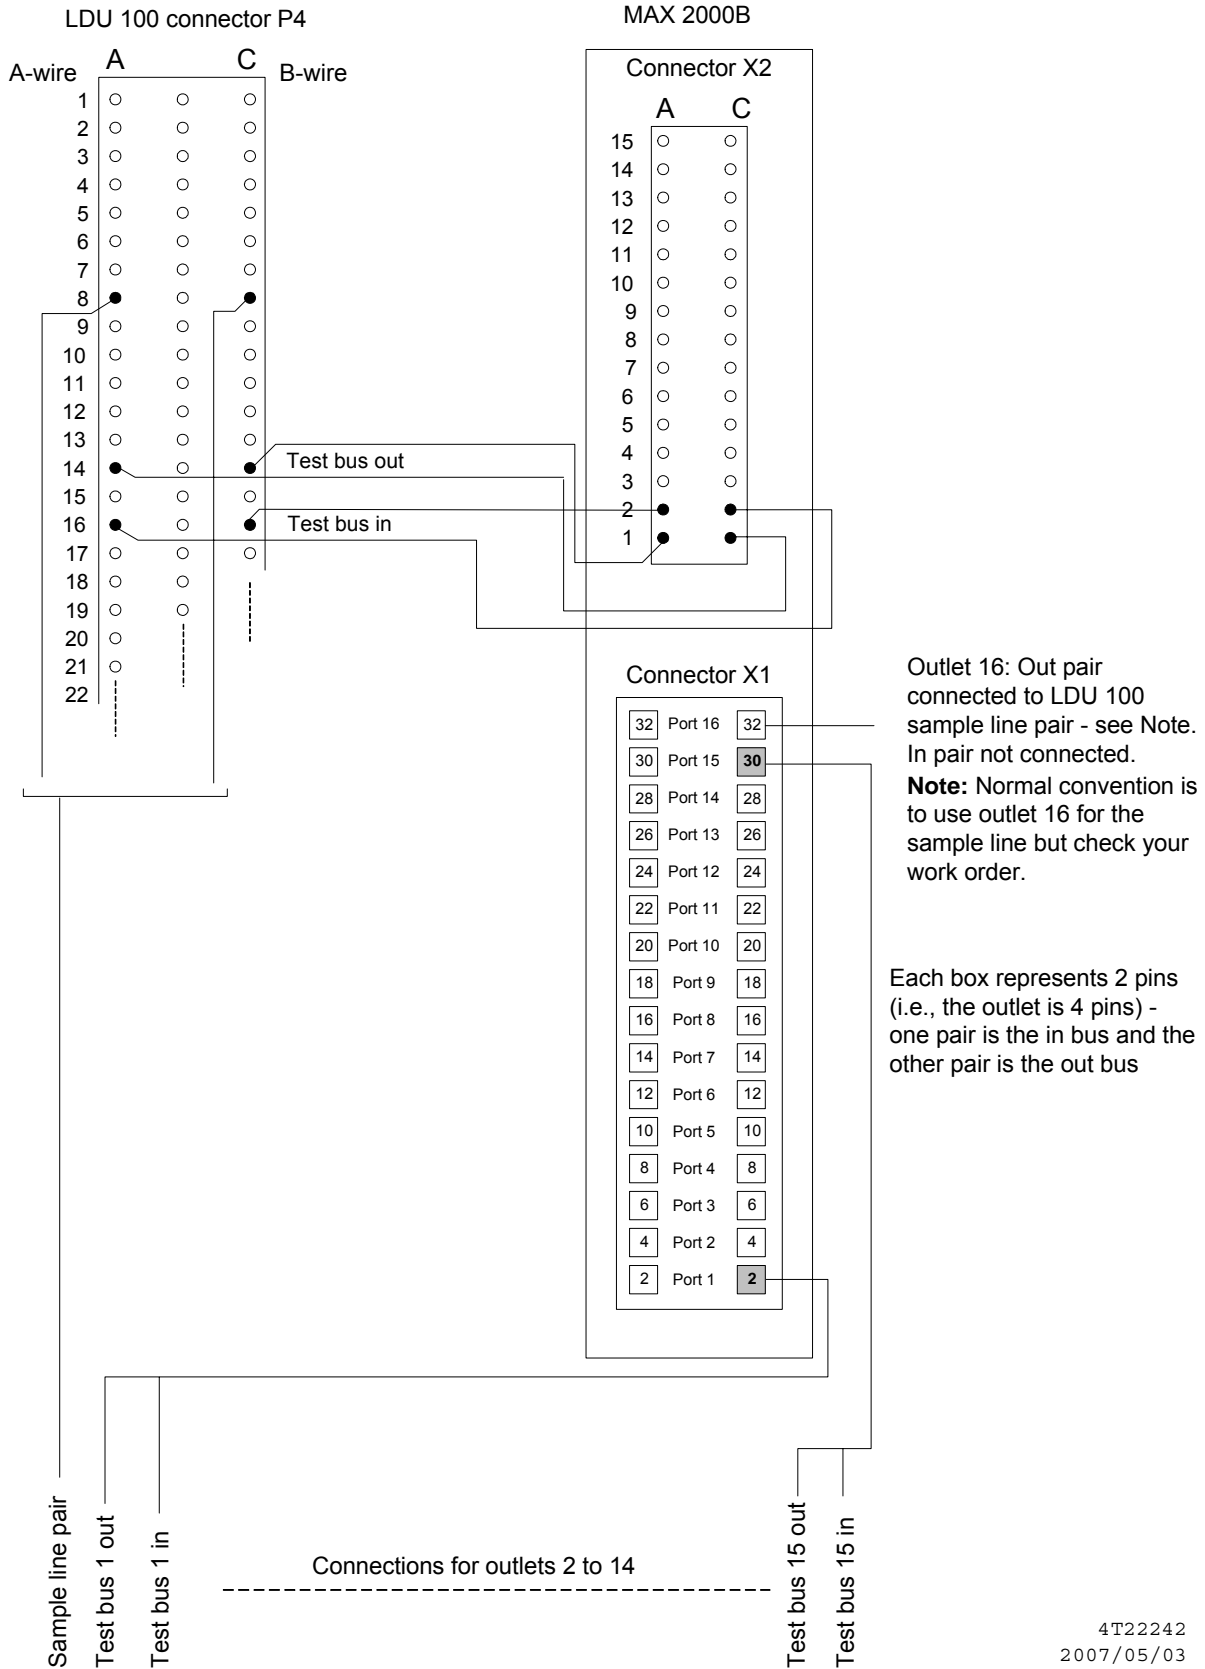 LDU 100 connector P4
MAX 2000B
A-wire
A
C
B-wire
1
2
3
4
5
6
7
8
9
10
11
12
13
14
15
16
17
18
19
20
21
22
Test bus out
Test bus in
Connector X2
A
C
15
14
13
12
11
10
9
8
7
6
5
4
3
2
1
Connector X1
32 Port 16 32
30 Port 15 30
28 Port 14 28
26 Port 13 26
24 Port 12 24
22 Port 11 22
20 Port 10 20
18 Port 9 18
16 Port 8 16
14 Port 7 14
12 Port 6 12
10 Port 5 10
8 Port 4 8
6 Port 3 6
4 Port 2 4
2 Port 1 2
Outlet 16: Out pair
connected to LDU 100
sample line pair - see Note.
In pair not connected.
Note: Normal convention is
to use outlet 16 for the
sample line but check your
work order.
Each box represents 2 pins
(i.e., the outlet is 4 pins) -
one pair is the in bus and the
other pair is the out bus
Sample line pair
Test bus 1 out
Test bus 1 in
Connections for outlets 2 to 14
Test bus 15 out
Test bus 15 in
4T22242
2007/05/03